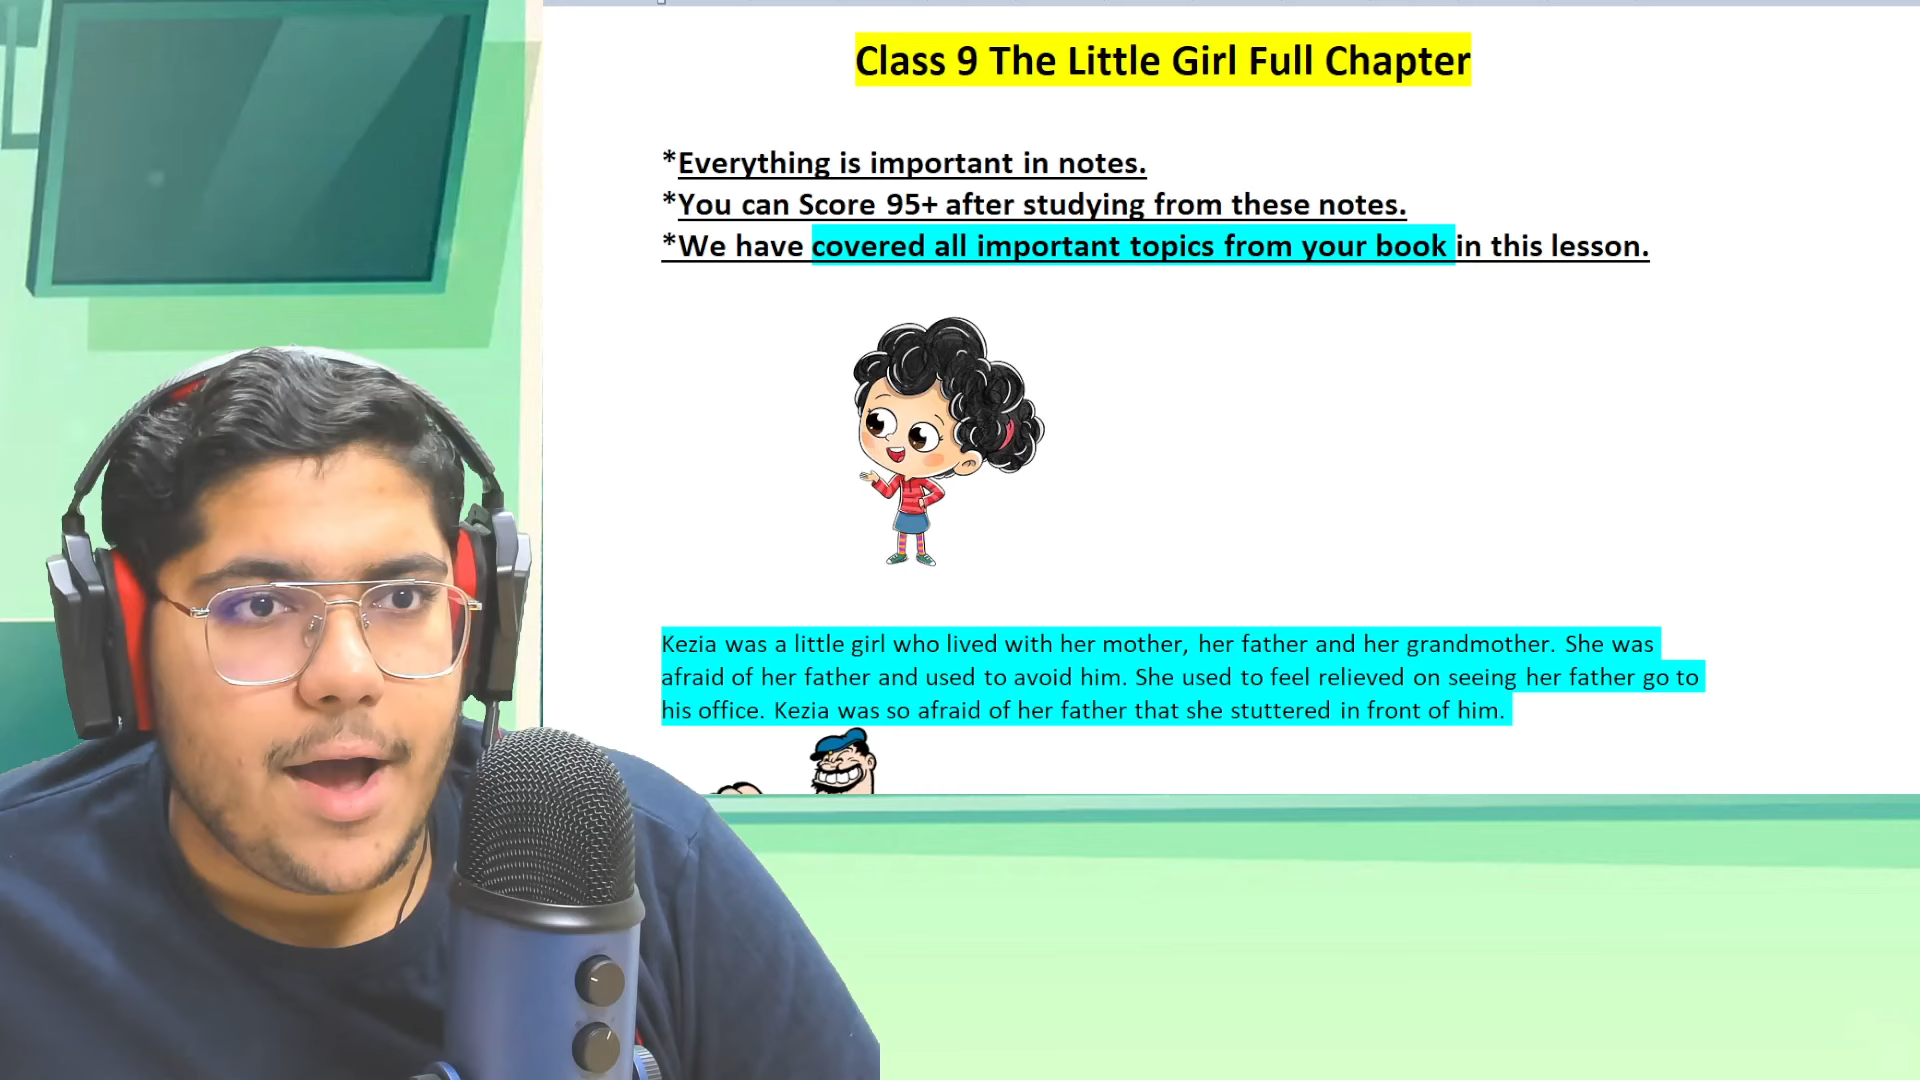 Class 9 The Little Girl Full Chapter
*Everything is important in notes.
*You can Score 95+ after studying from these notes.
*We have covered all important topics from your book in this lesson.
Kezia was a little girl who lived with her mother, her father and her grandmother. She was
afraid of her father and used to avoid him. She used to feel relieved on seeing her father go to
his office. Kezia was so afraid of her father that she stuttered in front of him.